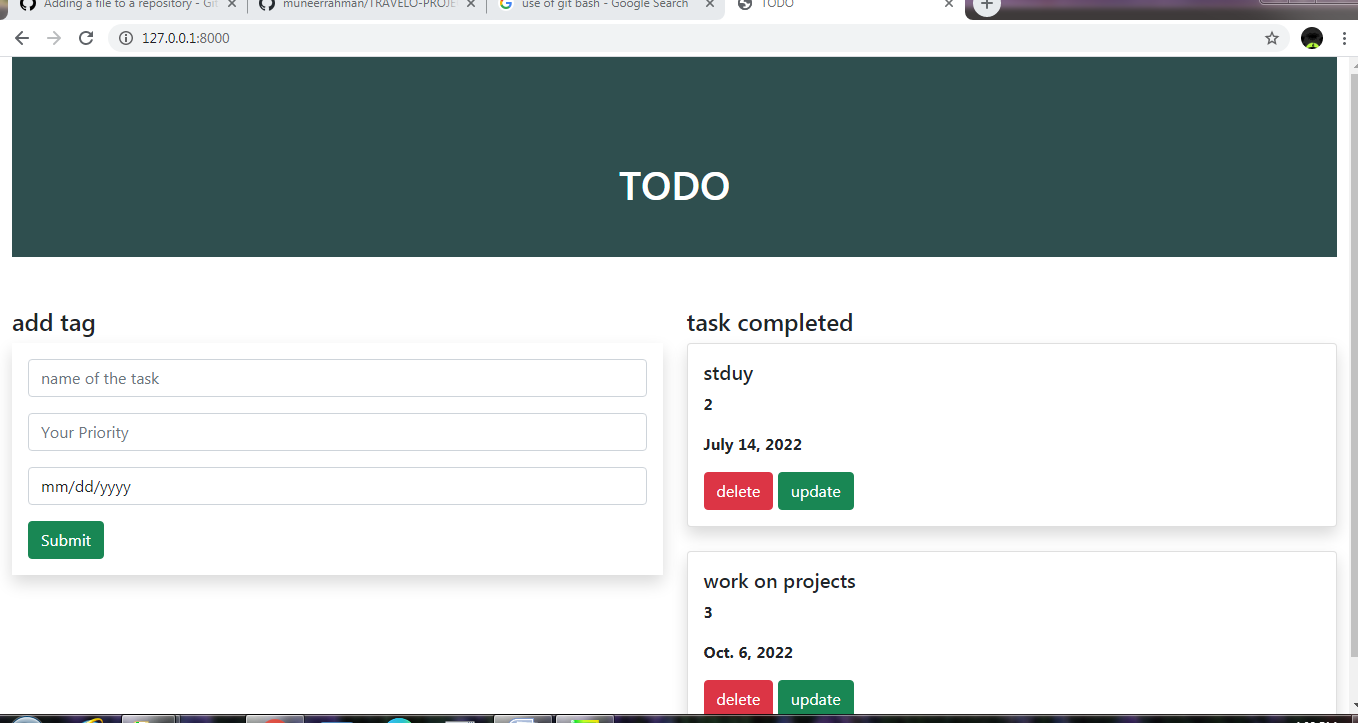 Adding a file to a repository - Git
muneerrahman/TRAVELO-PROJE
use of git bash - Google Search
TODO
127.0.0.1:8000
TODO
add tag
name of the task
Your Priority
mm/dd/yyyy
Submit
task completed
stduy
2
July 14, 2022
delete update
work on projects
3
Oct. 6, 2022
delete update